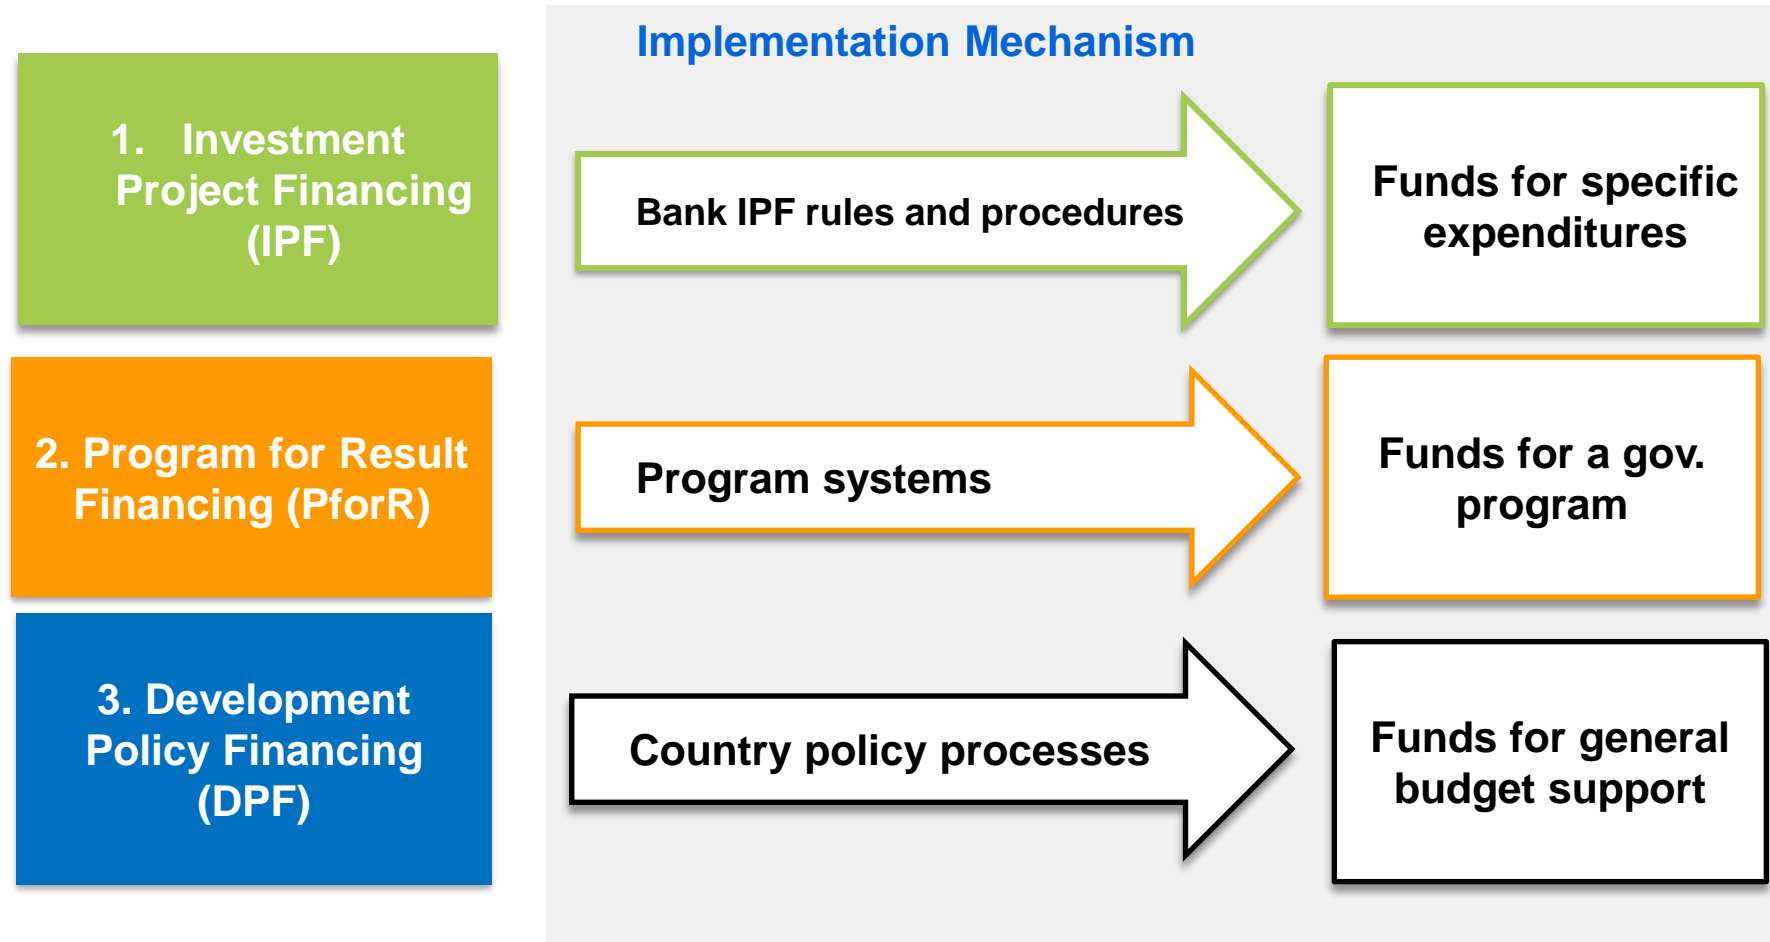 Implementation Mechanism
1. Investment
Project Financing
(IPF)
Bank IPF rules and procedures
Funds for specific
expenditures
2. Program for Result
Financing (PforR)
Program systems
Funds for a gov.
program
3. Development
Policy Financing
(DPF)
Country policy processes
Funds for general
budget support